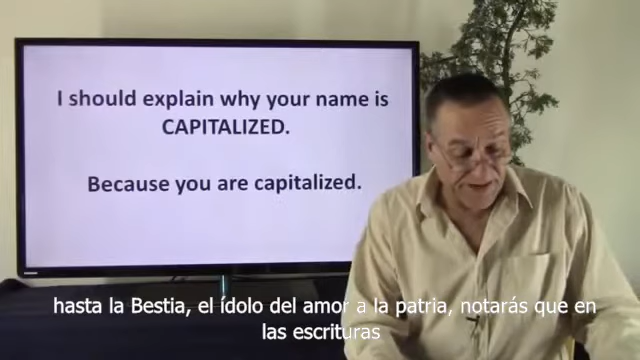 I should explain why your name is
CAPITALIZED.
Because you are capitalized.
hasta la Bestia, el ídolo del amor a la patria, notarás que en
las escrituras